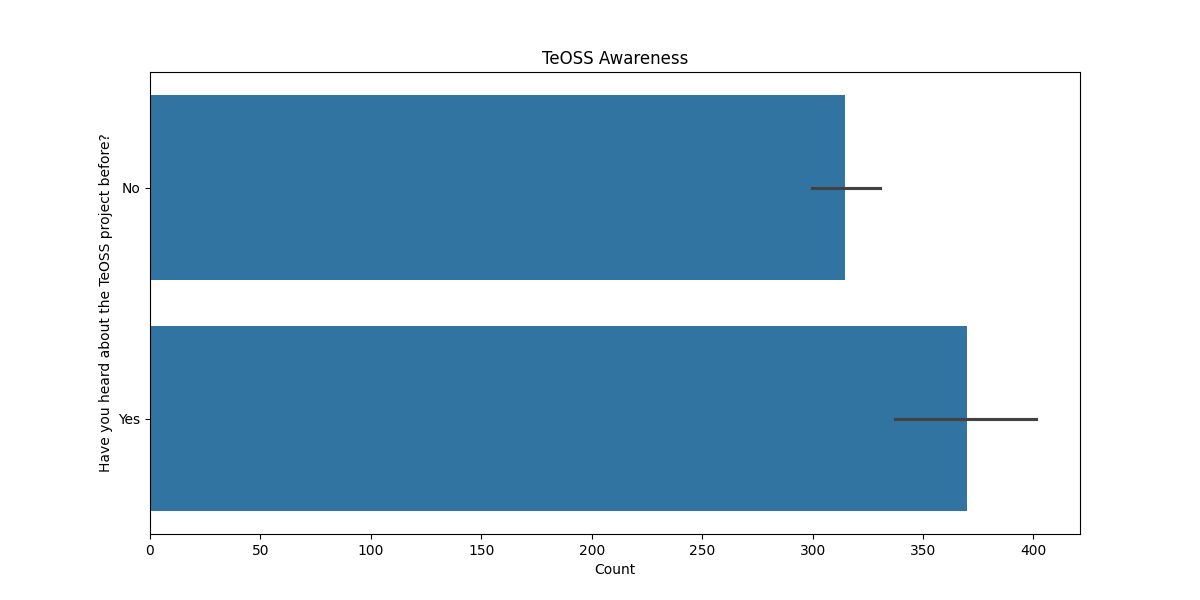 TeOSS Awareness
Have you heard about the TeOSS project before?
No
Yes
0 50 100 150 200 250 300 350 400
Count